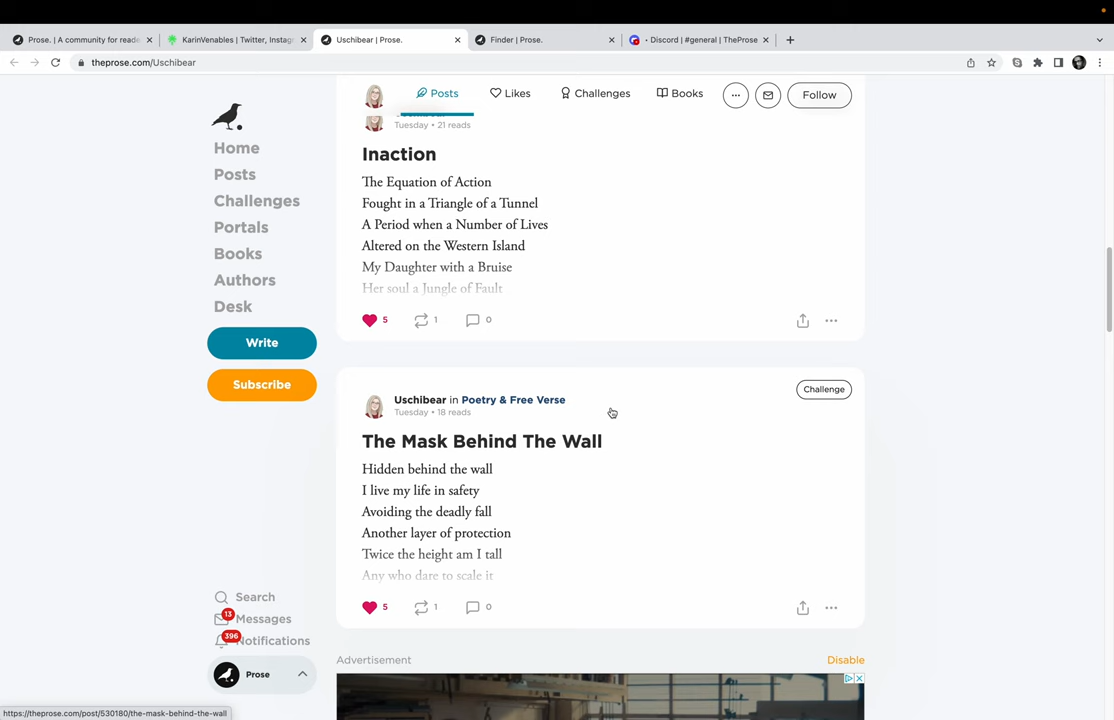 Prose. | A community for reade
KarinVenables | Twitter, Instag
Uschibear | Prose.
Finder | Prose.
- Discord | #general | TheProse
theprose.com/Uschibear
Posts
Likes
Challenges
Books
Follow
Tuesday • 21 reads
Home
Posts
Challenges
Portals
Books
Authors
Desk
Write
Subscribe
Inaction
The Equation of Action
Fought in a Triangle of a Tunnel
A Period when a Number of Lives
Altered on the Western Island
My Daughter with a Bruise
Her soul a Jungle of Fault
5
1
0
Uschibear in Poetry & Free Verse
Tuesday • 18 reads
Challenge
The Mask Behind The Wall
Hidden behind the wall
I live my life in safety
Avoiding the deadly fall
Another layer of protection
Twice the height am I tall
Any who dare to scale it
5
1
0
Search
13
Messages
396
Notifications
Prose
Advertisement
Disable
https://theprose.com/post/530180/the-mask-behind-the-wall